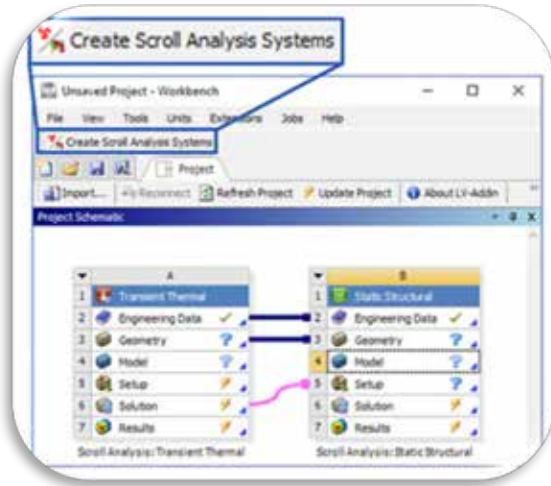 Create Scroll Analysis Systems
Unsaved Project - Workbench
File View Tools Units Extensions Jobs Help
Create Scroll Analysis Systems
Project
Import... Reconnect Refresh Project Update Project About LV-Addin
Project Schematic
A
1 Transient Thermal
2 Engineering Data
3 Geometry
4 Model
5 Setup
6 Solution
7 Results
Scroll Analysis: Transient Thermal
B
1 Static Structural
2 Engineering Data
3 Geometry
4 Model
5 Setup
6 Solution
7 Results
Scroll Analysis: Static Structural